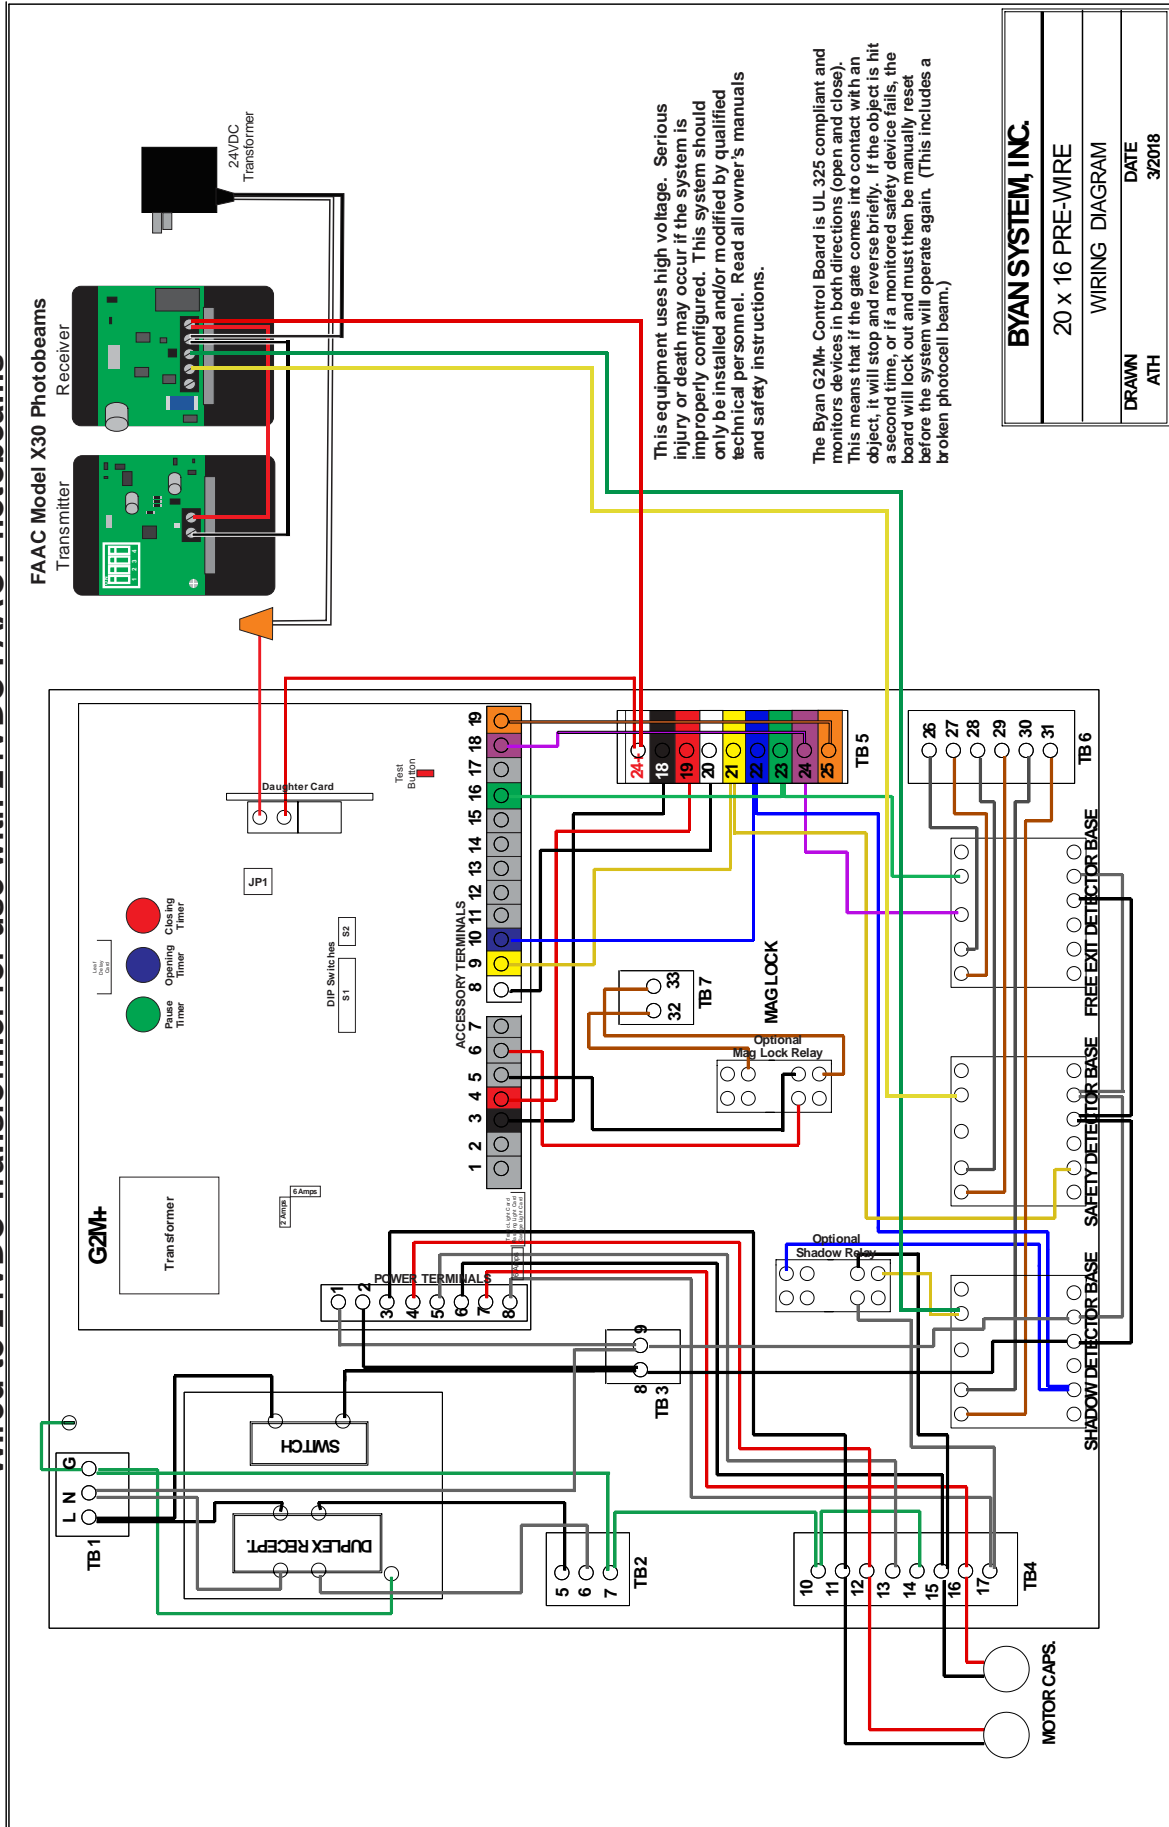 FAAC Model X30 Photobeams
Transmitter
Receiver
24VDC
Transformer
1 2 3 4
This equipment uses high voltage. Serious
injury or death may occur if the system is
improperly configured. This system should
only be installed and/or modified by qualified
technical personnel. Read all owner's manuals
and safety instructions.
The Byan G2M+ Control Board is UL 325 compliant and
monitors devices in both directions (open and close).
This means that if the gate comes into contact with an
object, it will stop and reverse briefly. If the object is hit
a second time, or if a monitored safety device fails, the
board will lock out and must then be manually reset
before the system will operate again. (This includes a
broken photocell beam.)
BYAN SYSTEM, INC.
20 x 16 PRE-WIRE
WIRING DIAGRAM
DRAWN
ATH
DATE
3/2018
G2M+
Transformer
2 Amps
6 Amps
Pause
Timer
Opening
Timer
Closing
Timer
Leaf
Delay
Card
DIP Switches
S1
S2
JP1
Daughter Card
Test
Button
ACCESSORY TERMINALS
1 2 3 4 5 6 7 8 9 10 11 12 13 14 15 16 17 18 19
POWER TERMINALS
1 2 3 4 5 6 7 8
TB 1
L N G
SWITCH
DUPLEX RECEPT.
TB2
5 6 7
TB 3
8 9
TB4
10 11 12 13 14 15 16 17
MOTOR CAPS.
TB 5
24+ 18 19 20 21 22 23 24 25
TB 6
26 27 28 29 30 31
TB 7
32 33
MAG LOCK
Optional
Mag Lock Relay
Optional
Shadow Relay
SHADOW DETECTOR BASE
SAFETY DETECTOR BASE
FREE EXIT DETECTOR BASE